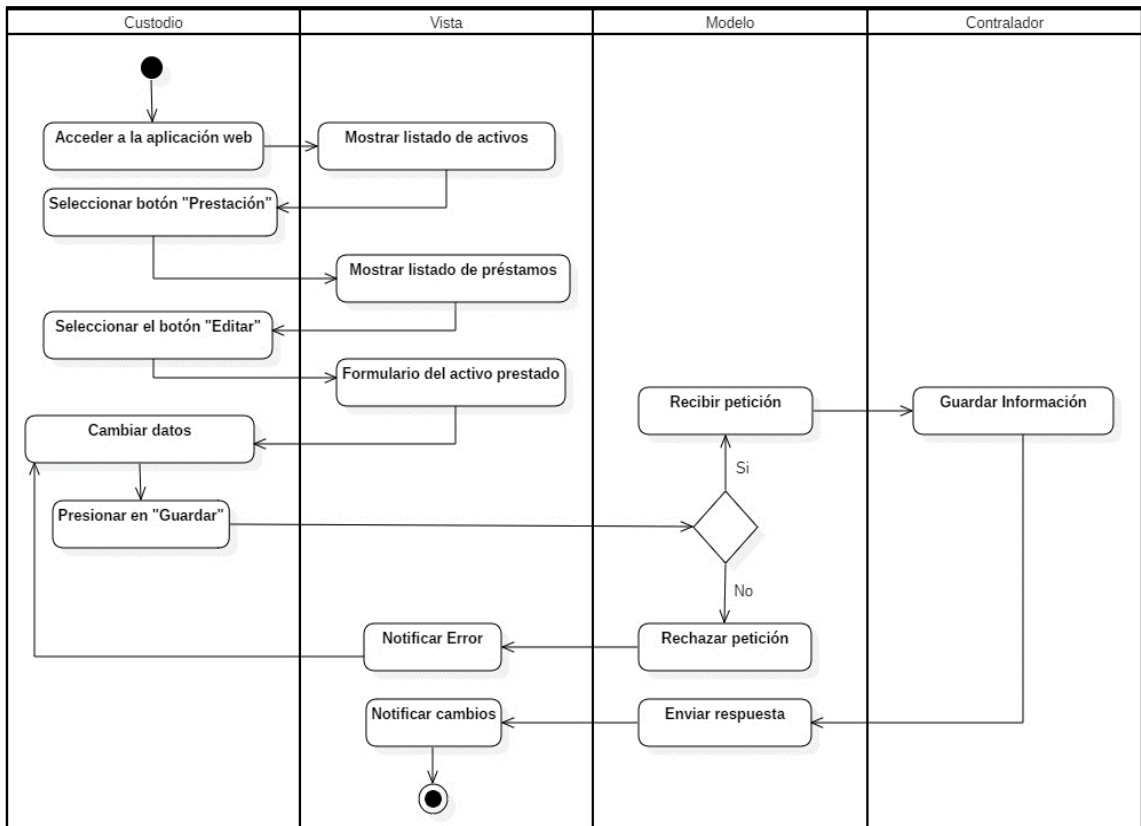 Custodio
Vista
Modelo
Contralador
Acceder a la aplicación web
Mostrar listado de activos
Seleccionar botón "Prestación"
Mostrar listado de préstamos
Seleccionar el botón "Editar"
Formulario del activo prestado
Recibir petición
Guardar Información
Cambiar datos
Si
Presionar en "Guardar"
No
Notificar Error
Rechazar petición
Notificar cambios
Enviar respuesta